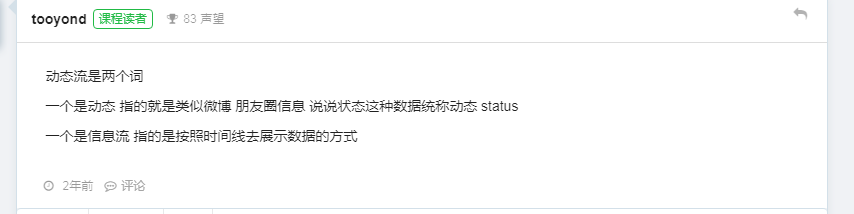 tooyond 课程读者 83 声望
动态流是两个词
一个是动态 指的就是类似微博 朋友圈信息 说说状态这种数据统称动态 status
一个是信息流 指的是按照时间线去展示数据的方式
2年前 评论